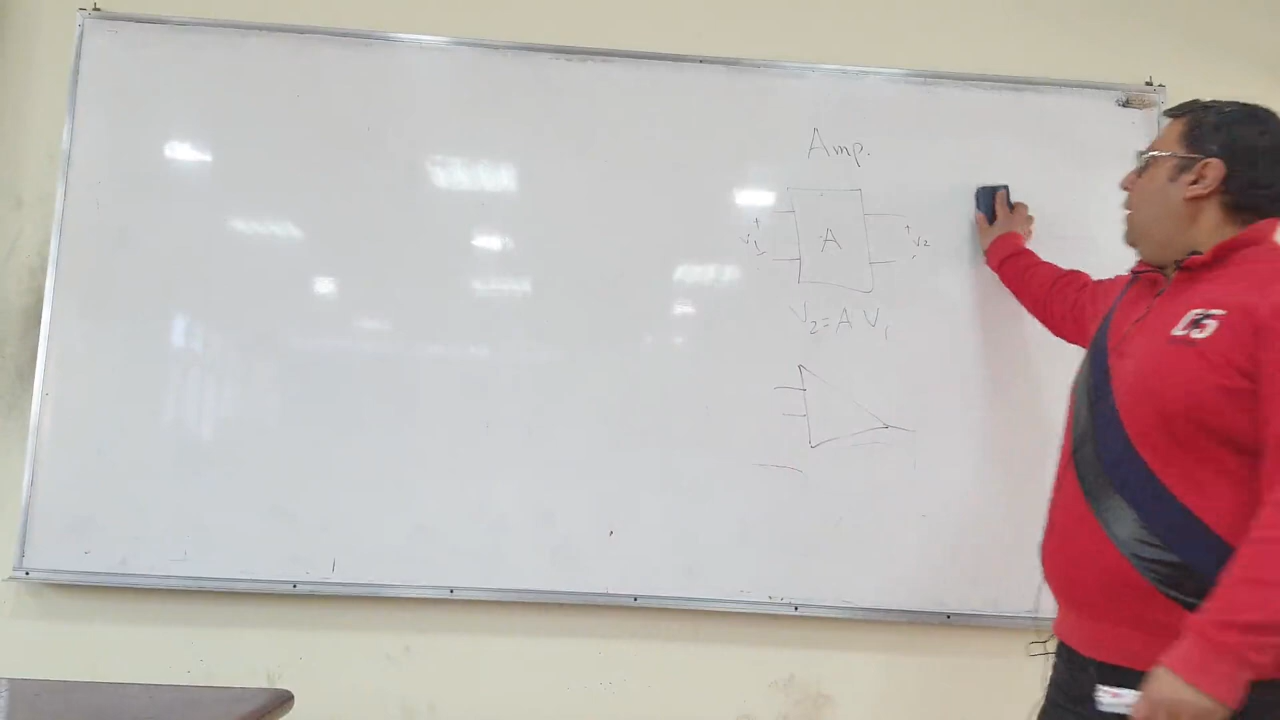 Amp.
+ +
V1 A V2
- -
V2 = A V1
C5